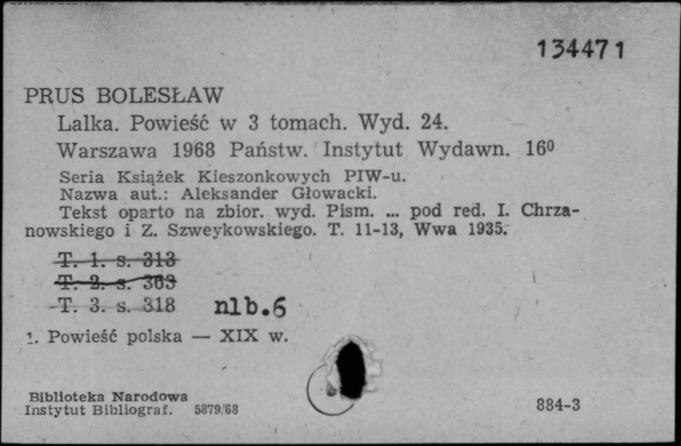 134471
PRUS BOLESŁAW
Lalka. Powieść w 3 tomach. Wyd. 24.
Warszawa 1968 Państw. Instytut Wydawn. 16⁰
Seria Książek Kieszonkowych PIW-u.
Nazwa aut.: Aleksander Głowacki.
Tekst oparto na zbior. wyd. Pism. ... pod red. I. Chrza-
nowskiego i Z. Szweykowskiego. T. 11-13, Wwa 1935.
T. 1. s. 313
T. 2. s. 363
T. 3. s. 318 nlb.6
1. Powieść polska — XIX w.
Biblioteka Narodowa
Instytut Bibliograf. 5879/68
884-3